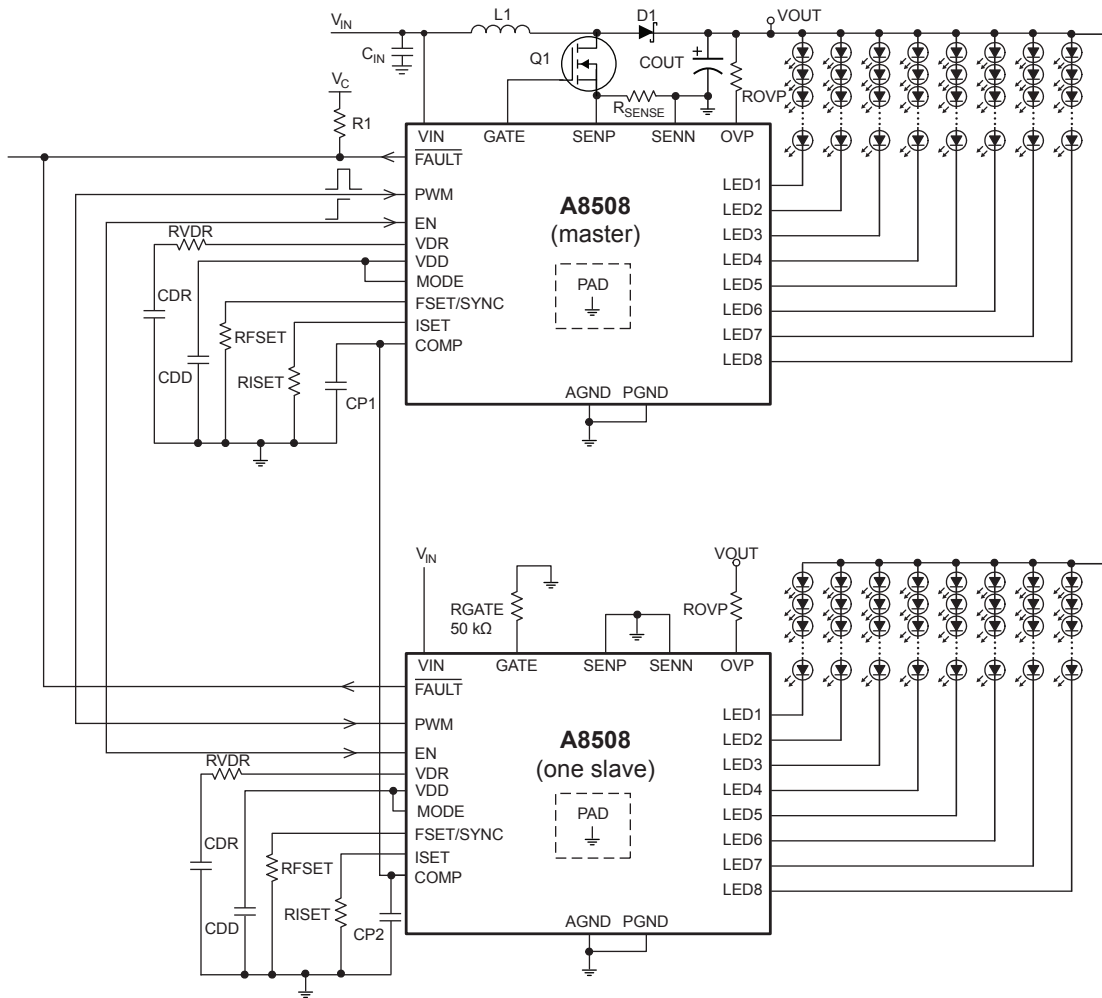 L1
D1
VOUT
VIN
CIN
Q1
COUT
ROVP
RSENSE
VC
R1
VIN
GATE
SENP
SENN
OVP
FAULT
PWM
EN
VDR
VDD
MODE
FSET/SYNC
ISET
COMP
A8508
(master)
PAD
LED1
LED2
LED3
LED4
LED5
LED6
LED7
LED8
RVDR
CDR
RFSET
CDD
RISET
CP1
AGND
PGND
VIN
VOUT
RGATE
50 kΩ
ROVP
VIN
GATE
SENP
SENN
OVP
FAULT
PWM
EN
VDR
VDD
MODE
FSET/SYNC
ISET
COMP
A8508
(one slave)
PAD
LED1
LED2
LED3
LED4
LED5
LED6
LED7
LED8
RVDR
CDR
RFSET
CDD
RISET
CP2
AGND
PGND